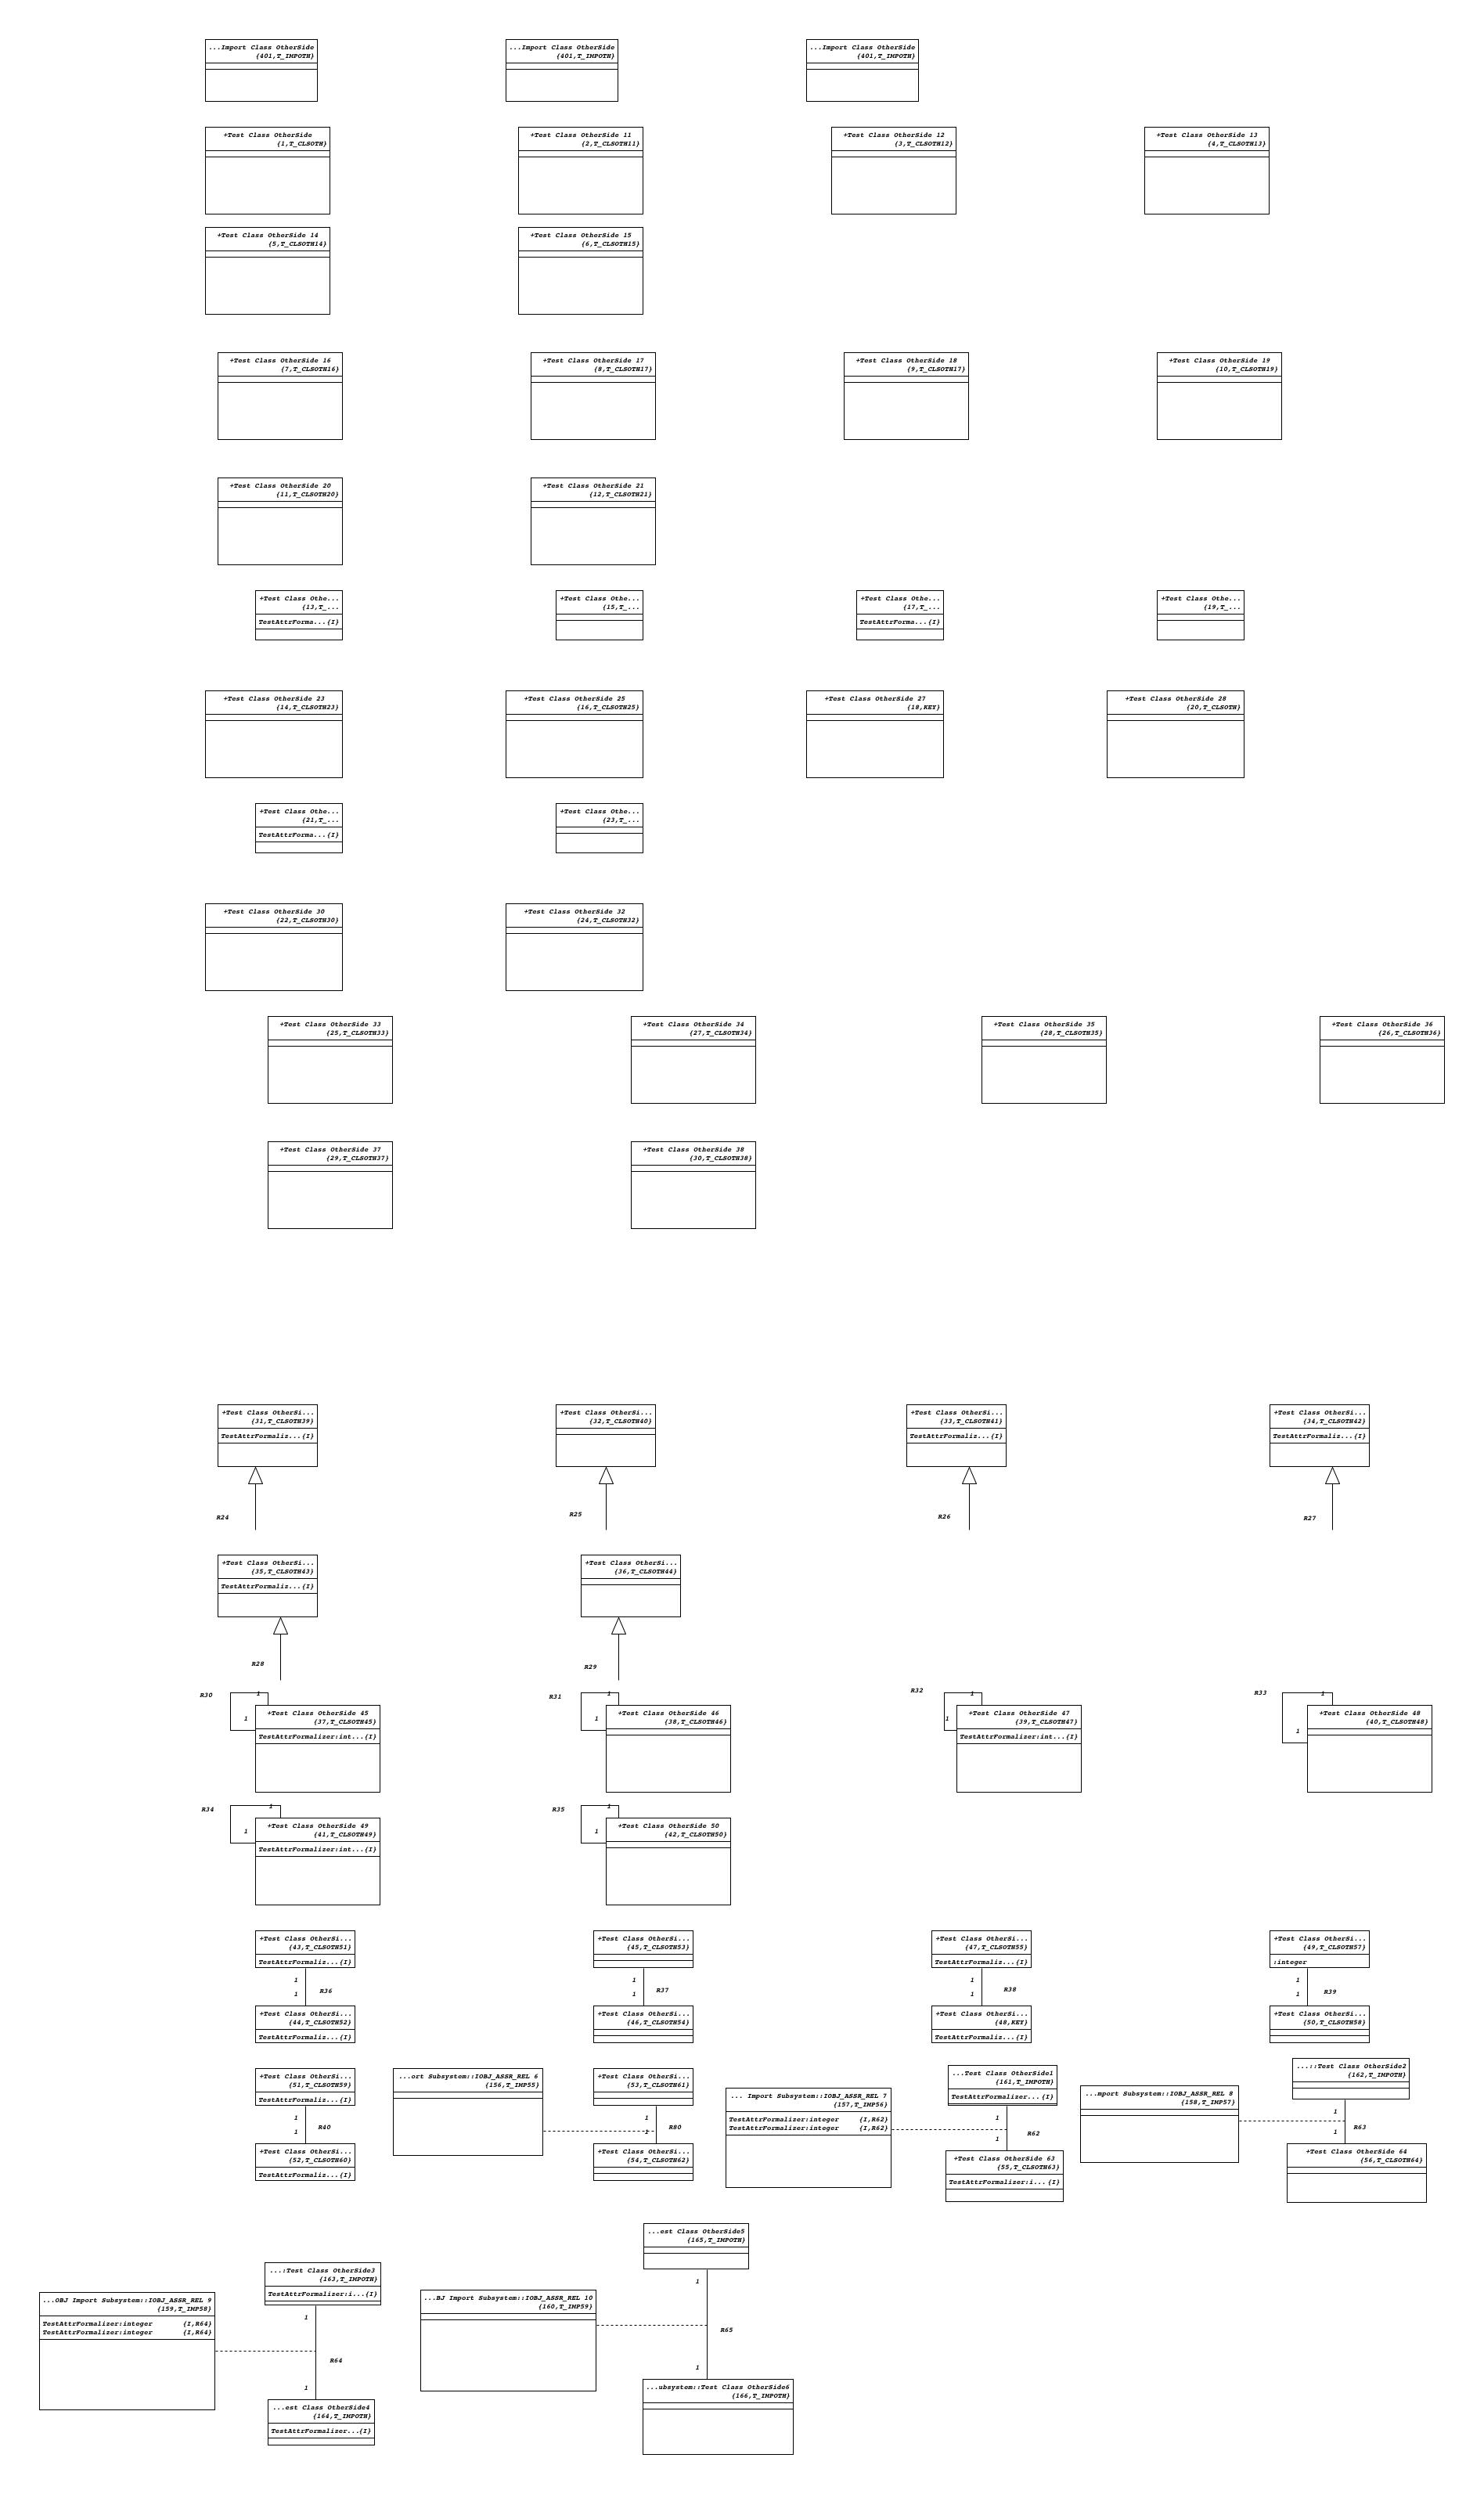 ...Import Class OtherSide
{401,T_IMPOTH}
...Import Class OtherSide
{401,T_IMPOTH}
...Import Class OtherSide
{401,T_IMPOTH}
+Test Class OtherSide
{1,T_CLSOTH}
+Test Class OtherSide 11
{2,T_CLSOTH11}
+Test Class OtherSide 12
{3,T_CLSOTH12}
+Test Class OtherSide 13
{4,T_CLSOTH13}
+Test Class OtherSide 14
{5,T_CLSOTH14}
+Test Class OtherSide 15
{6,T_CLSOTH15}
+Test Class OtherSide 16
{7,T_CLSOTH16}
+Test Class OtherSide 17
{8,T_CLSOTH17}
+Test Class OtherSide 18
{9,T_CLSOTH17}
+Test Class OtherSide 19
{10,T_CLSOTH19}
+Test Class OtherSide 20
{11,T_CLSOTH20}
+Test Class OtherSide 21
{12,T_CLSOTH21}
+Test Class Othe...
{13,T_...
TestAttrForma...{I}
+Test Class Othe...
{15,T_...
+Test Class Othe...
{17,T_...
TestAttrForma...{I}
+Test Class Othe...
{19,T_...
+Test Class OtherSide 23
{14,T_CLSOTH23}
+Test Class OtherSide 25
{16,T_CLSOTH25}
+Test Class OtherSide 27
{18,KEY}
+Test Class OtherSide 28
{20,T_CLSOTH}
+Test Class Othe...
{21,T_...
TestAttrForma...{I}
+Test Class Othe...
{23,T_...
+Test Class OtherSide 30
{22,T_CLSOTH30}
+Test Class OtherSide 32
{24,T_CLSOTH32}
+Test Class OtherSide 33
{25,T_CLSOTH33}
+Test Class OtherSide 34
{27,T_CLSOTH34}
+Test Class OtherSide 35
{28,T_CLSOTH35}
+Test Class OtherSide 36
{26,T_CLSOTH36}
+Test Class OtherSide 37
{29,T_CLSOTH37}
+Test Class OtherSide 38
{30,T_CLSOTH38}
+Test Class OtherSi...
{31,T_CLSOTH39}
TestAttrFormaliz...{I}
+Test Class OtherSi...
{32,T_CLSOTH40}
+Test Class OtherSi...
{33,T_CLSOTH41}
TestAttrFormaliz...{I}
+Test Class OtherSi...
{34,T_CLSOTH42}
TestAttrFormaliz...{I}
R24
R25
R26
R27
+Test Class OtherSi...
{35,T_CLSOTH43}
TestAttrFormaliz...{I}
+Test Class OtherSi...
{36,T_CLSOTH44}
R28
R29
R30
1
1
+Test Class OtherSide 45
{37,T_CLSOTH45}
TestAttrFormalizer:int...{I}
R31
1
1
+Test Class OtherSide 46
{38,T_CLSOTH46}
R32
1
1
+Test Class OtherSide 47
{39,T_CLSOTH47}
TestAttrFormalizer:int...{I}
R33
1
1
+Test Class OtherSide 48
{40,T_CLSOTH48}
R34
1
1
+Test Class OtherSide 49
{41,T_CLSOTH49}
TestAttrFormalizer:int...{I}
R35
1
1
+Test Class OtherSide 50
{42,T_CLSOTH50}
+Test Class OtherSi...
{43,T_CLSOTH51}
TestAttrFormaliz...{I}
1
R36
1
+Test Class OtherSi...
{44,T_CLSOTH52}
TestAttrFormaliz...{I}
+Test Class OtherSi...
{45,T_CLSOTH53}
1
R37
1
+Test Class OtherSi...
{46,T_CLSOTH54}
+Test Class OtherSi...
{47,T_CLSOTH55}
TestAttrFormaliz...{I}
1
R38
1
+Test Class OtherSi...
{48,KEY}
TestAttrFormaliz...{I}
+Test Class OtherSi...
{49,T_CLSOTH57}
:integer
1
R39
1
+Test Class OtherSi...
{50,T_CLSOTH58}
+Test Class OtherSi...
{51,T_CLSOTH59}
TestAttrFormaliz...{I}
1
R40
1
+Test Class OtherSi...
{52,T_CLSOTH60}
TestAttrFormaliz...{I}
...ort Subsystem::IOBJ_ASSR_REL 6
{156,T_IMP55}
+Test Class OtherSi...
{53,T_CLSOTH61}
1
R80
1
+Test Class OtherSi...
{54,T_CLSOTH62}
... Import Subsystem::IOBJ_ASSR_REL 7
{157,T_IMP56}
TestAttrFormalizer:integer {I,R62}
TestAttrFormalizer:integer {I,R62}
...Test Class OtherSide1
{161,T_IMPOTH}
TestAttrFormalizer...{I}
1
R62
1
+Test Class OtherSide 63
{55,T_CLSOTH63}
TestAttrFormalizer:i...{I}
...mport Subsystem::IOBJ_ASSR_REL 8
{158,T_IMP57}
...::Test Class OtherSide2
{162,T_IMPOTH}
1
R63
1
+Test Class OtherSide 64
{56,T_CLSOTH64}
...OBJ Import Subsystem::IOBJ_ASSR_REL 9
{159,T_IMP58}
TestAttrFormalizer:integer {I,R64}
TestAttrFormalizer:integer {I,R64}
...:Test Class OtherSide3
{163,T_IMPOTH}
TestAttrFormalizer:i...{I}
1
R64
1
...est Class OtherSide4
{164,T_IMPOTH}
TestAttrFormalizer...{I}
...BJ Import Subsystem::IOBJ_ASSR_REL 10
{160,T_IMP59}
...est Class OtherSide5
{165,T_IMPOTH}
1
R65
1
...ubsystem::Test Class OtherSide6
{166,T_IMPOTH}